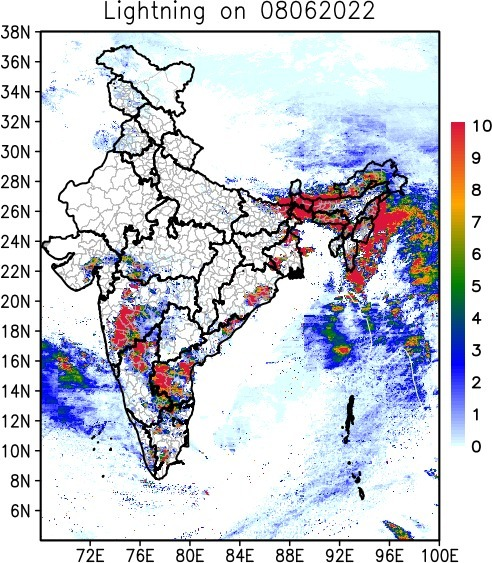 Lightning on 08062022
38N
36N
34N
32N
30N
28N
26N
24N
22N
20N
18N
16N
14N
12N
10N
8N
6N
72E 76E 80E 84E 88E 92E 96E 100E
10
9
8
7
6
5
4
3
2
1
0